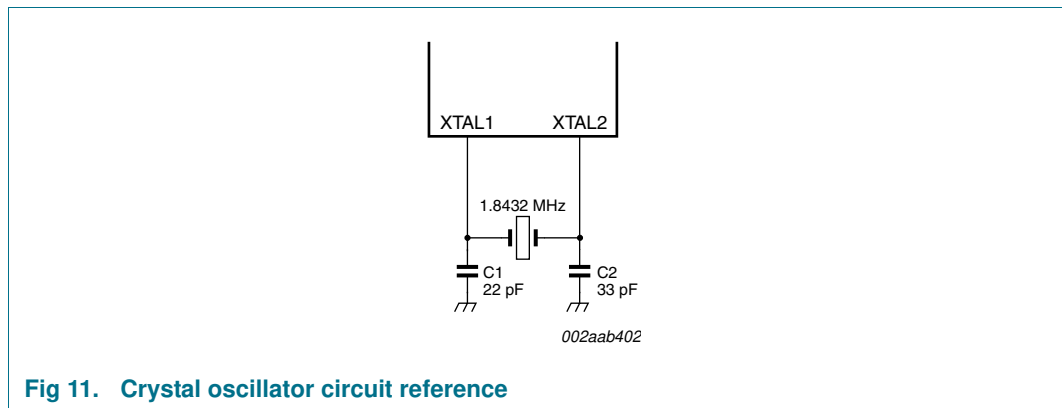 XTAL1 XTAL2
1.8432 MHz
C1
22 pF
C2
33 pF
002aab402
Fig 11. Crystal oscillator circuit reference